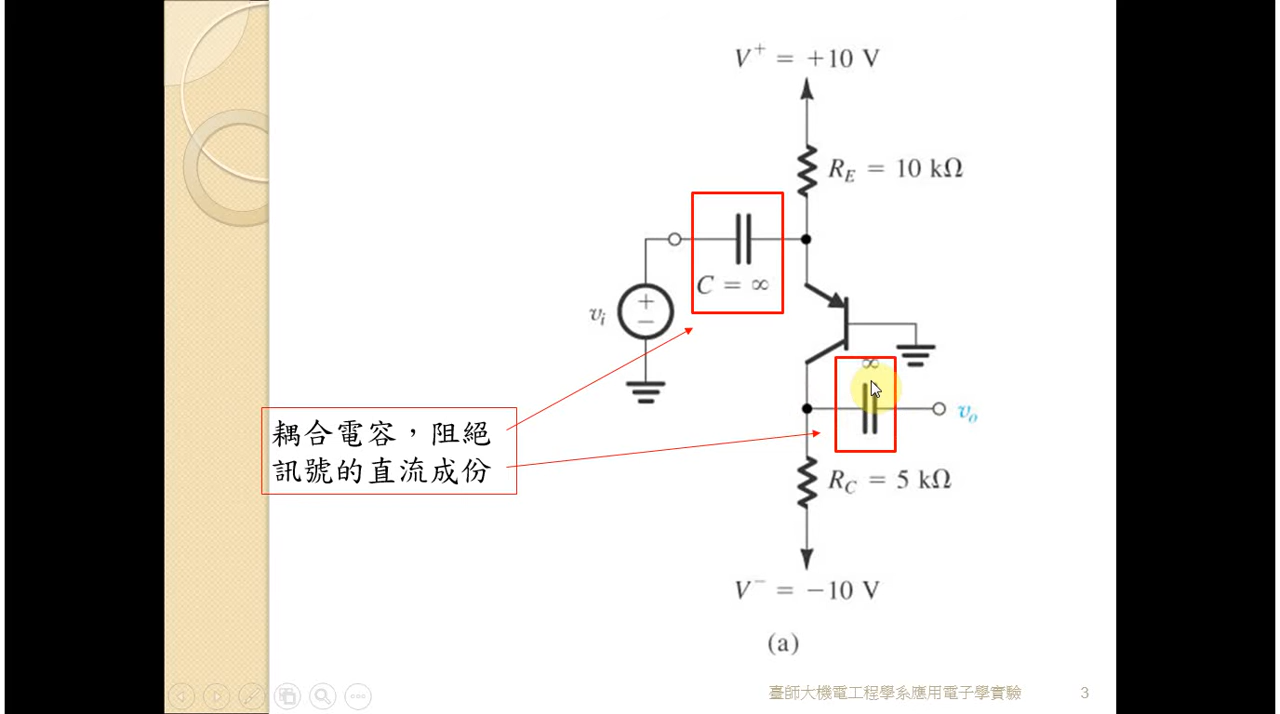 V⁺ = +10 V
R_E = 10 kΩ
C = ∞
v_i
∞
v_o
耦合電容，阻絕
訊號的直流成份
R_C = 5 kΩ
V⁻ = −10 V
(a)
臺師大機電工程學系應用電子學實驗 3